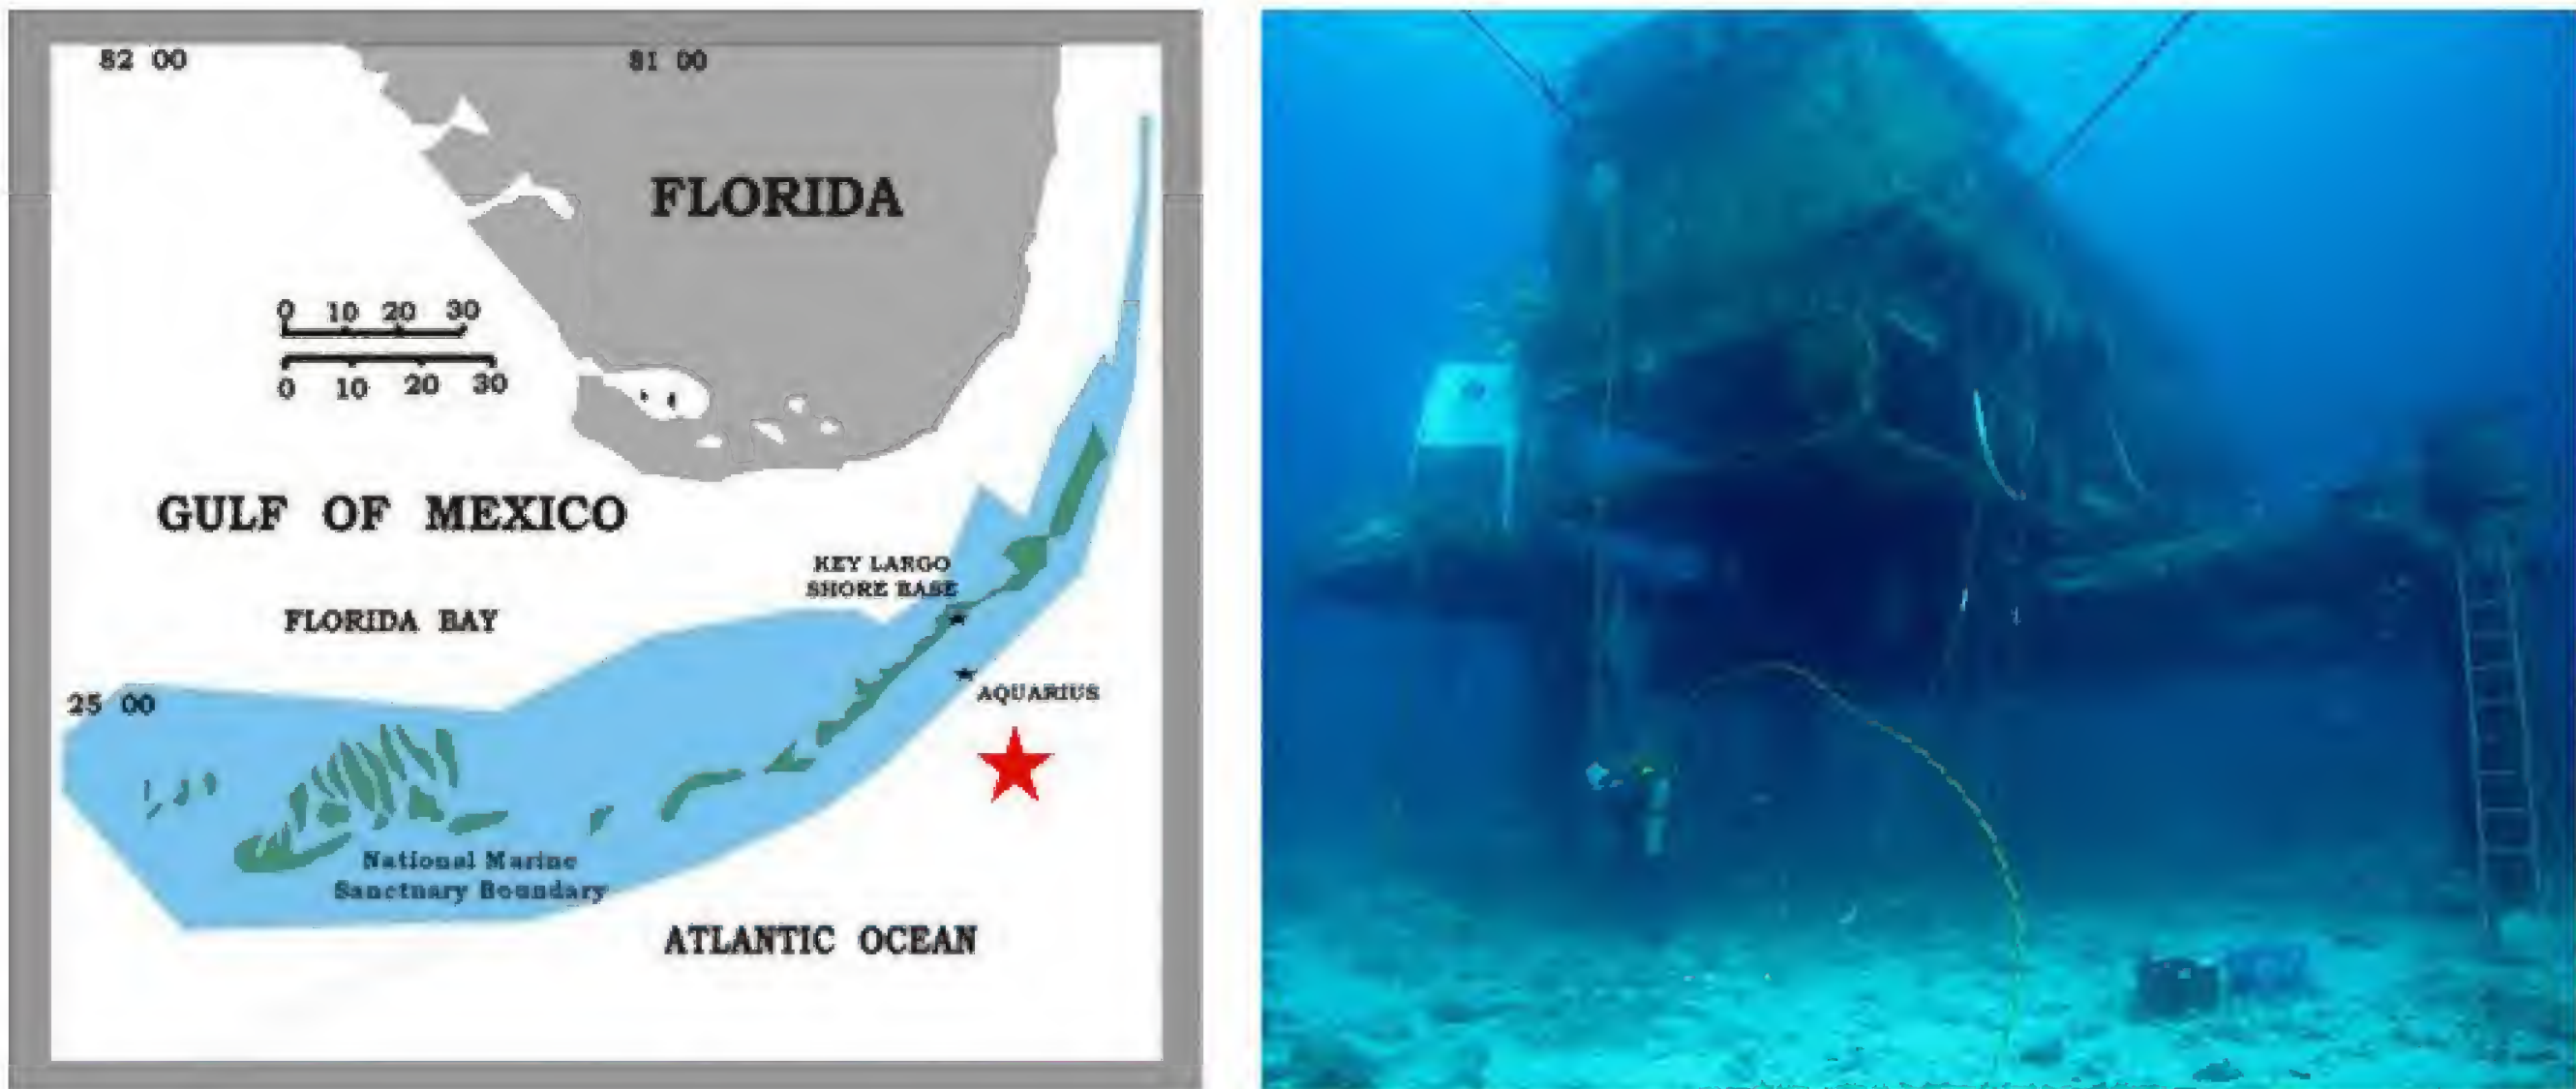 82 00
81 00
FLORIDA
0 10 20 30
0 10 20 30
GULF OF MEXICO
KEY LARGO
SHORE BASE
FLORIDA BAY
AQUARIUS
25 00
National Marine
Sanctuary Boundary
ATLANTIC OCEAN